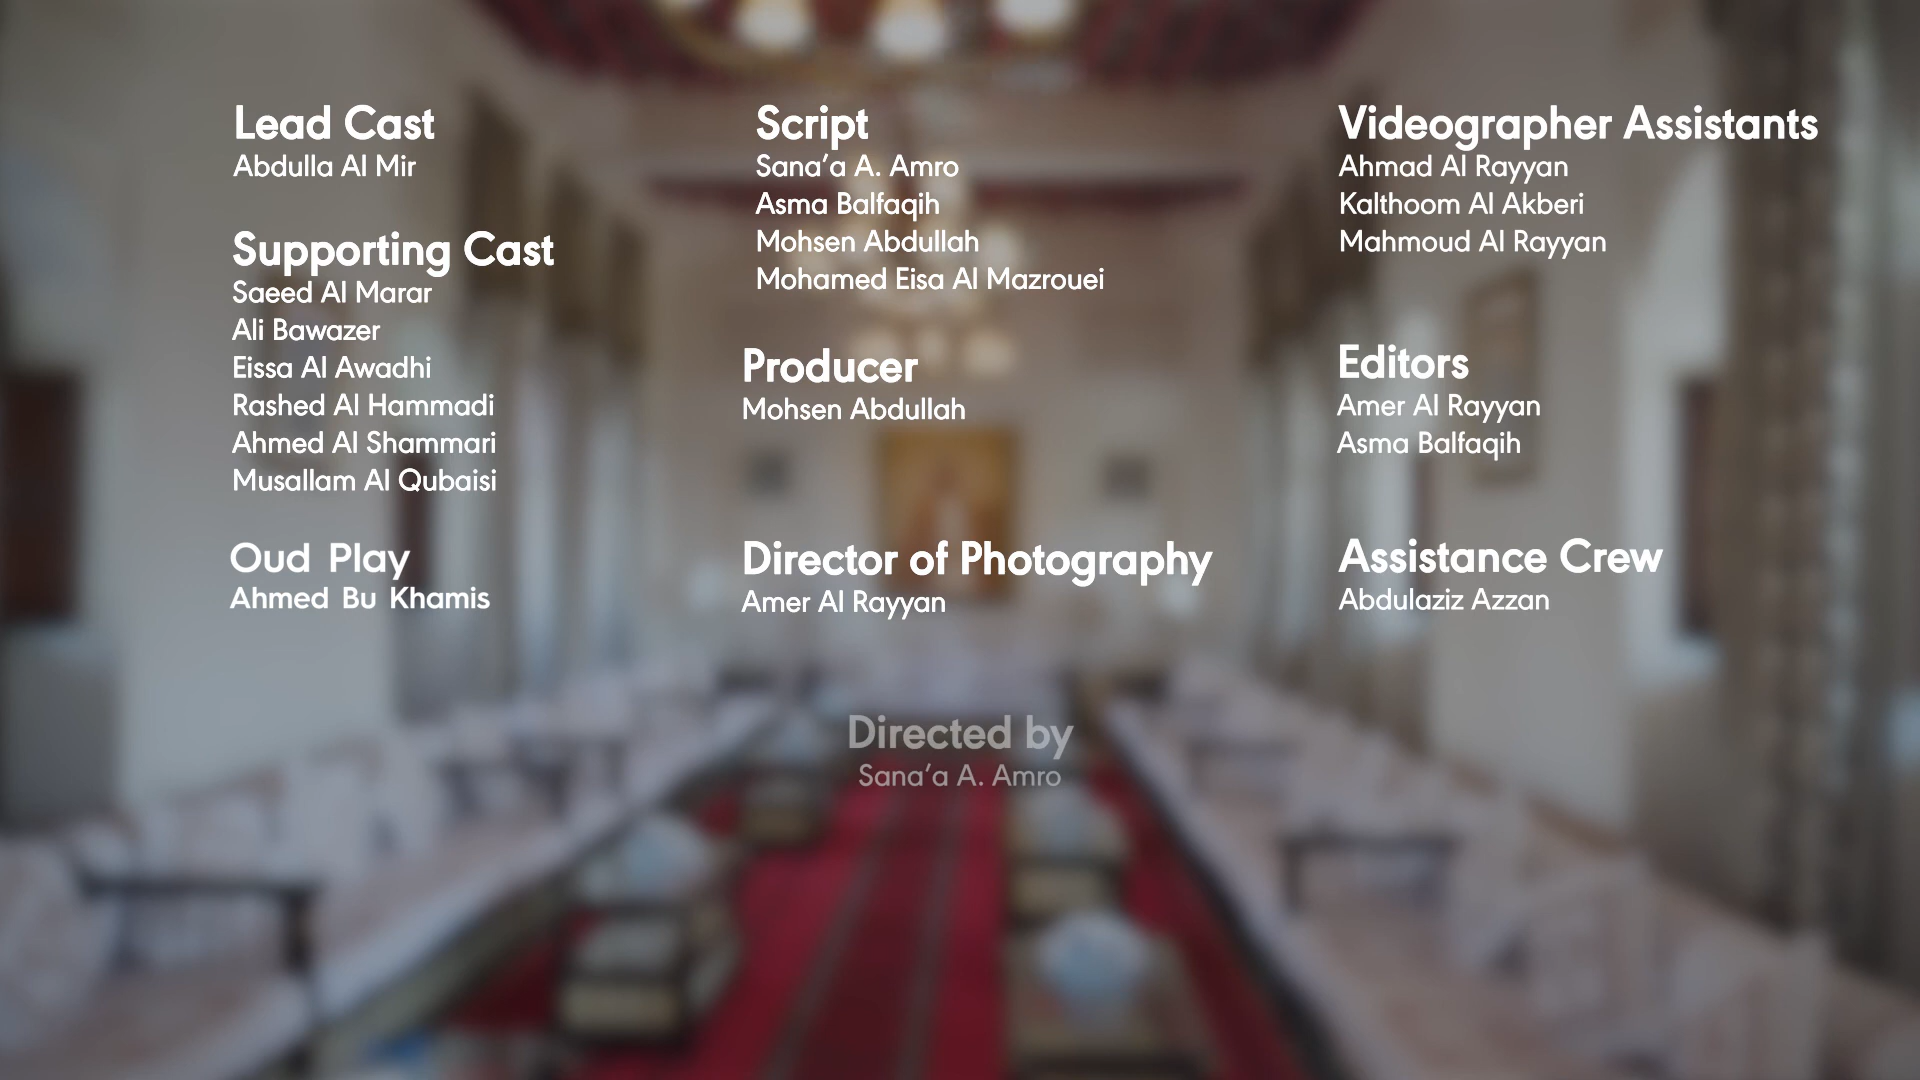 Lead Cast
Abdulla Al Mir
Supporting Cast
Saeed Al Marar
Ali Bawazer
Eissa Al Awadhi
Rashed Al Hammadi
Ahmed Al Shammari
Musallam Al Qubaisi
Oud Play
Ahmed Bu Khamis
Script
Sana’a A. Amro
Asma Balfaqih
Mohsen Abdullah
Mohamed Eisa Al Mazrouei
Producer
Mohsen Abdullah
Director of Photography
Amer Al Rayyan
Videographer Assistants
Ahmad Al Rayyan
Kalthoom Al Akberi
Mahmoud Al Rayyan
Editors
Amer Al Rayyan
Asma Balfaqih
Assistance Crew
Abdulaziz Azzan
Directed by
Sana’a A. Amro